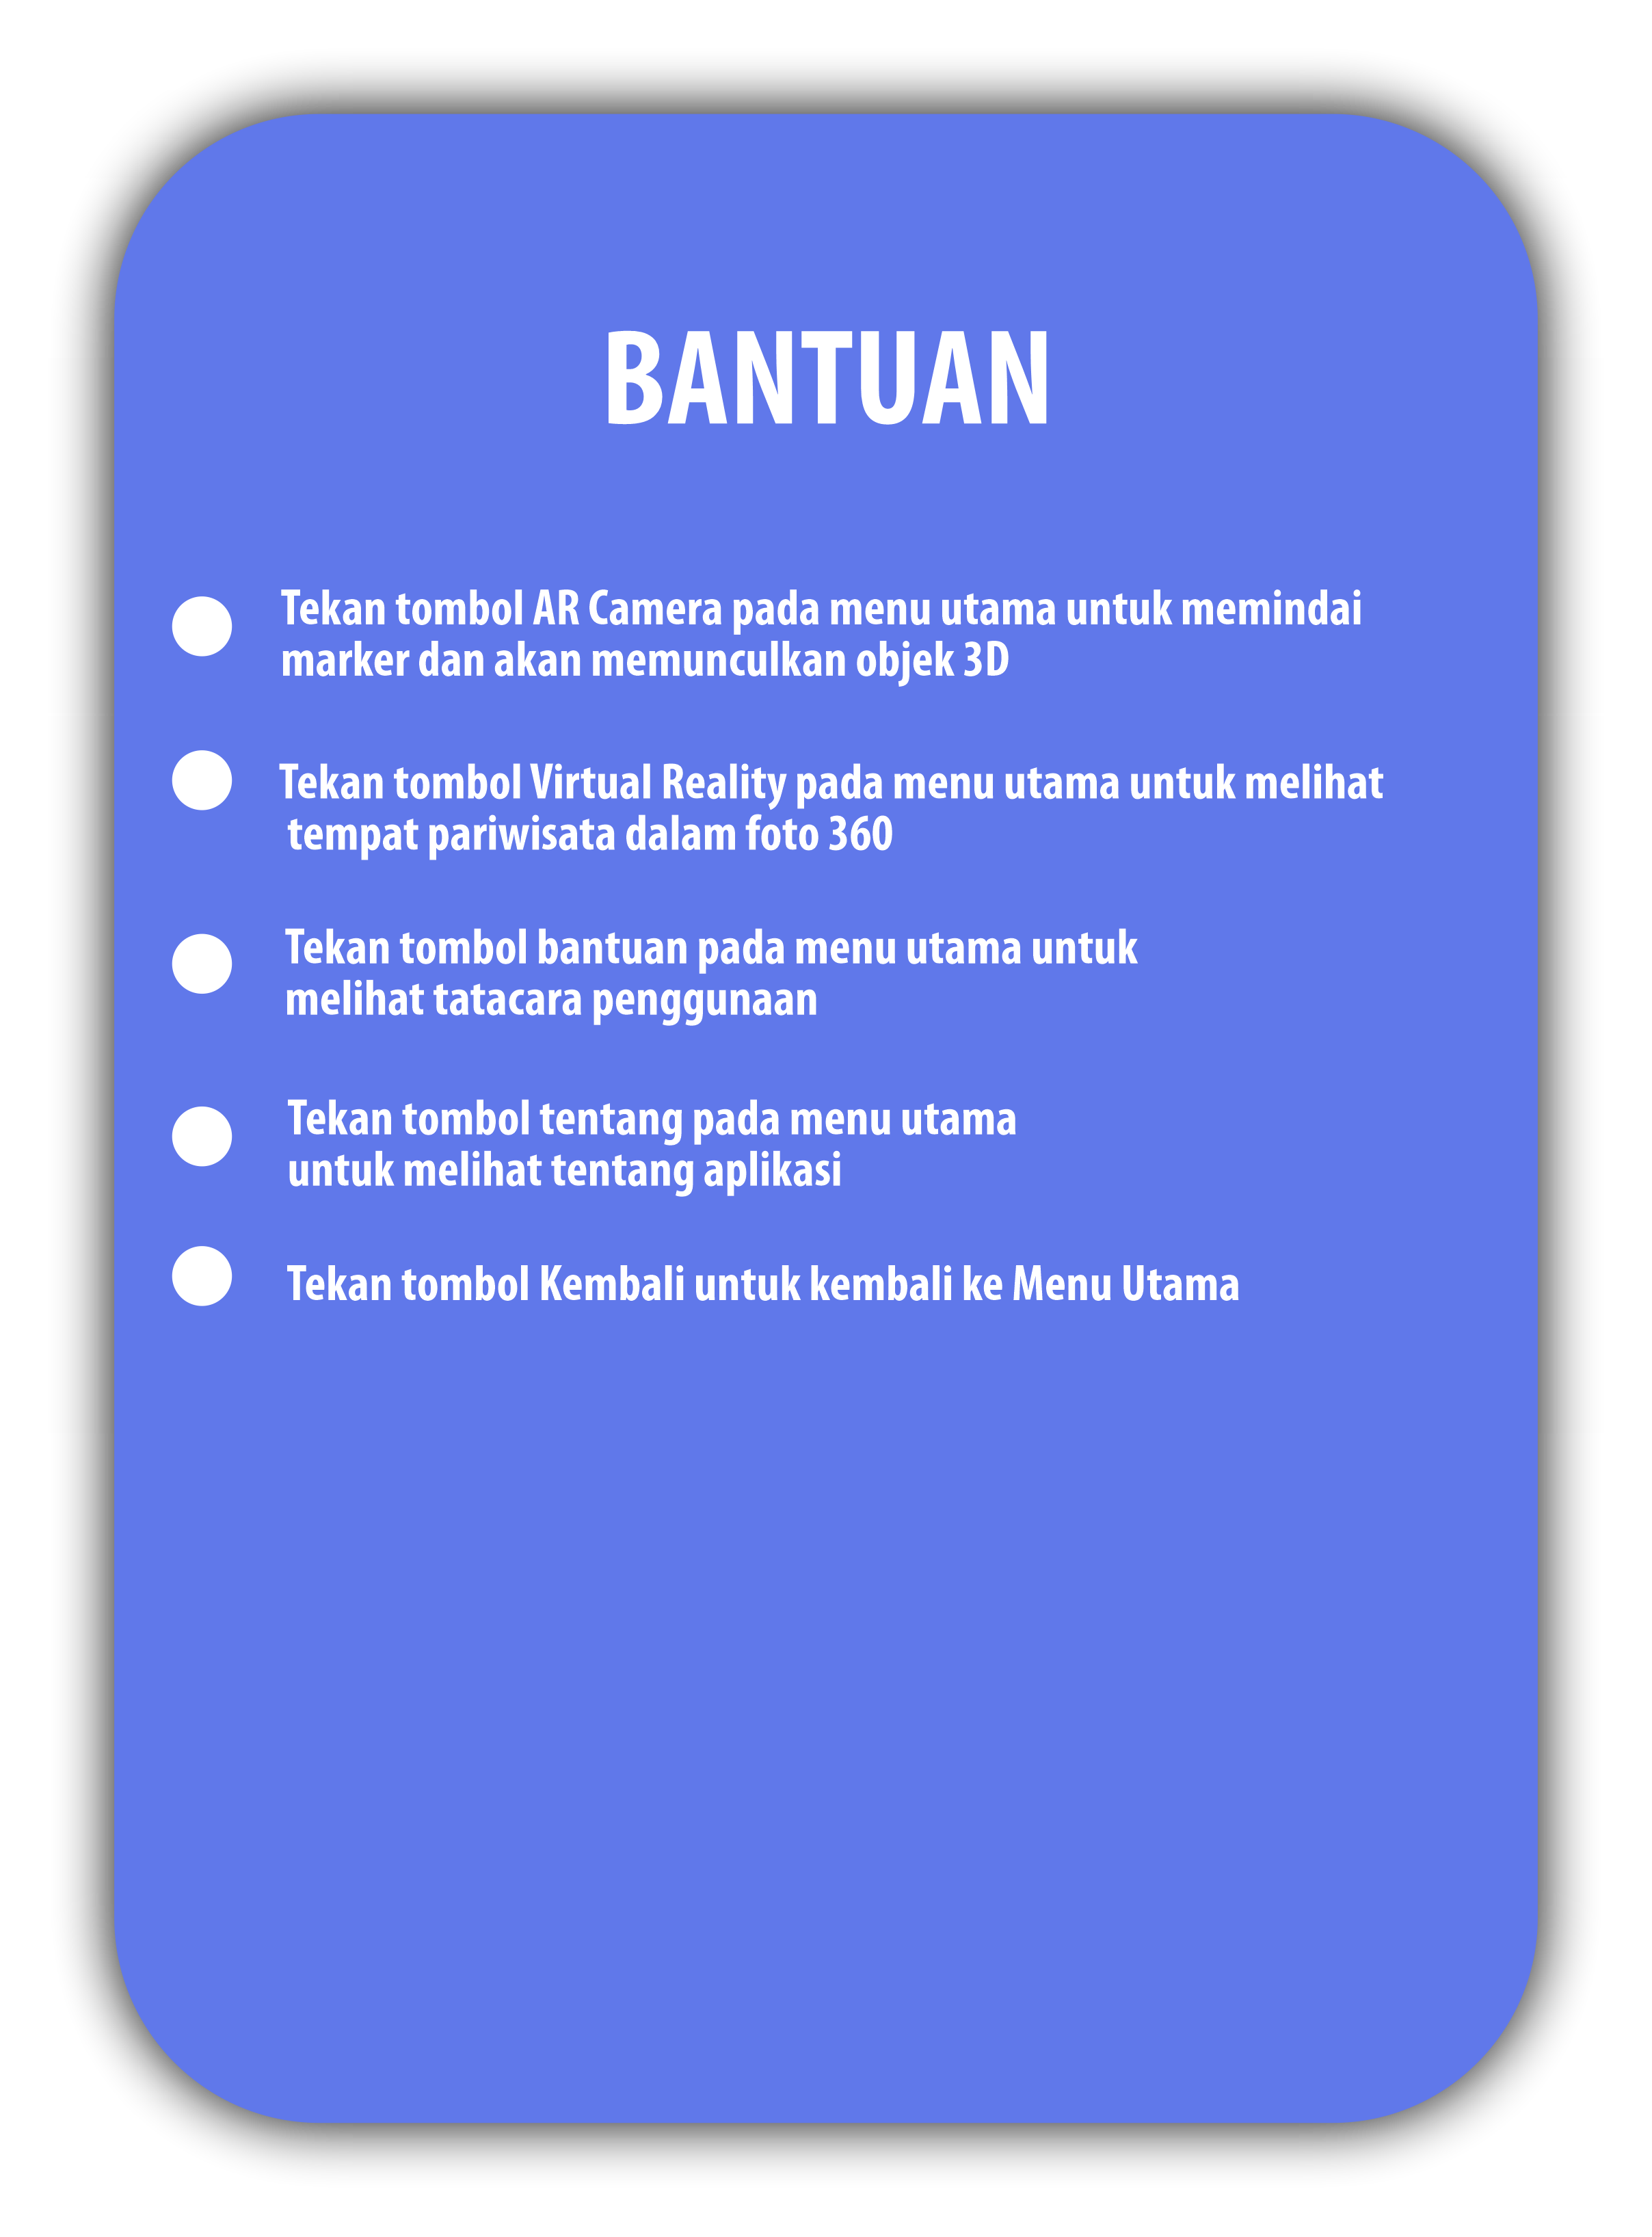 BANTUAN
Tekan tombol AR Camera pada menu utama untuk memindai
marker dan akan memunculkan objek 3D
Tekan tombol Virtual Reality pada menu utama untuk melihat
tempat pariwisata dalam foto 360
Tekan tombol bantuan pada menu utama untuk
melihat tatacara penggunaan
Tekan tombol tentang pada menu utama
untuk melihat tentang aplikasi
Tekan tombol Kembali untuk kembali ke Menu Utama